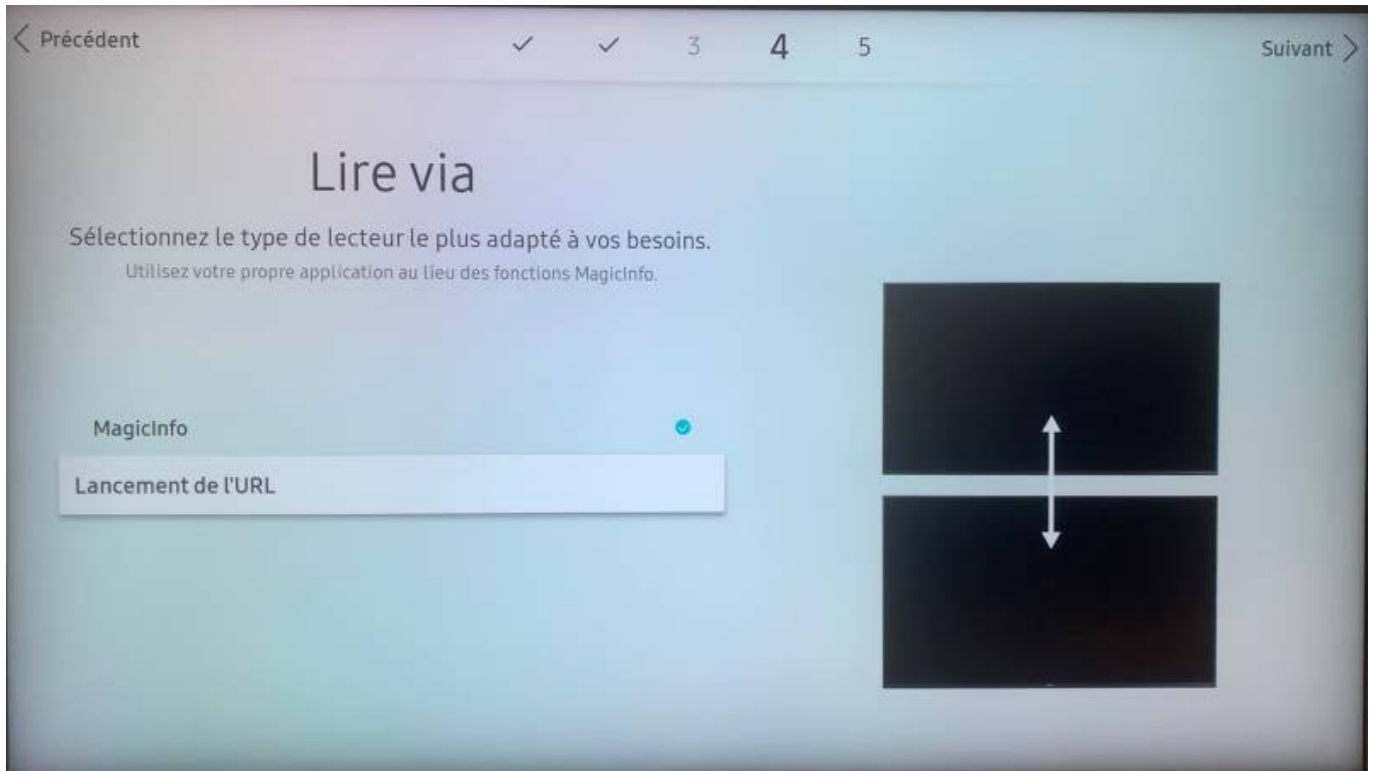 Précédent
3 4 5
Suivant
Lire via
Sélectionnez le type de lecteur le plus adapté à vos besoins.
Utilisez votre propre application au lieu des fonctions MagicInfo.
MagicInfo
Lancement de l'URL